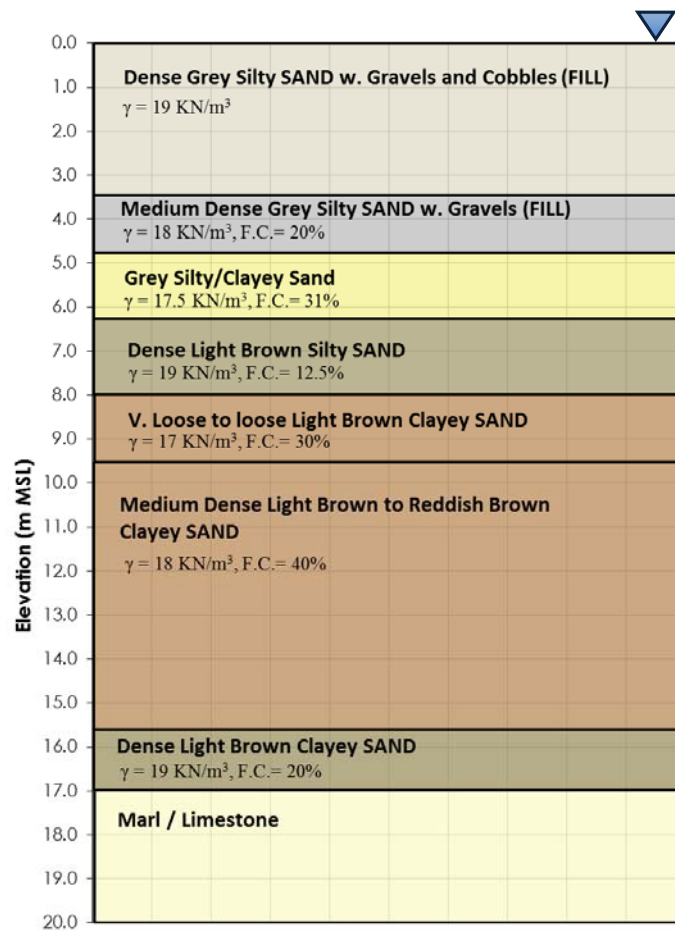 0.0
Dense Grey Silty SAND w. Gravels and Cobbles (FILL)
1.0
γ = 19 KN/m³
2.0
3.0
Medium Dense Grey Silty SAND w. Gravels (FILL)
4.0
γ = 18 KN/m³, F.C.= 20%
5.0
Grey Silty/Clayey Sand
γ = 17.5 KN/m³, F.C.= 31%
6.0
Dense Light Brown Silty SAND
7.0
γ = 19 KN/m³, F.C.= 12.5%
8.0
V. Loose to loose Light Brown Clayey SAND
γ = 17 KN/m³, F.C.= 30%
9.0
10.0
Medium Dense Light Brown to Reddish Brown
11.0
Clayey SAND
γ = 18 KN/m³, F.C.= 40%
12.0
13.0
14.0
15.0
Dense Light Brown Clayey SAND
16.0
γ = 19 KN/m³, F.C.= 20%
17.0
Marl / Limestone
18.0
19.0
20.0
Elevation (m MSL)